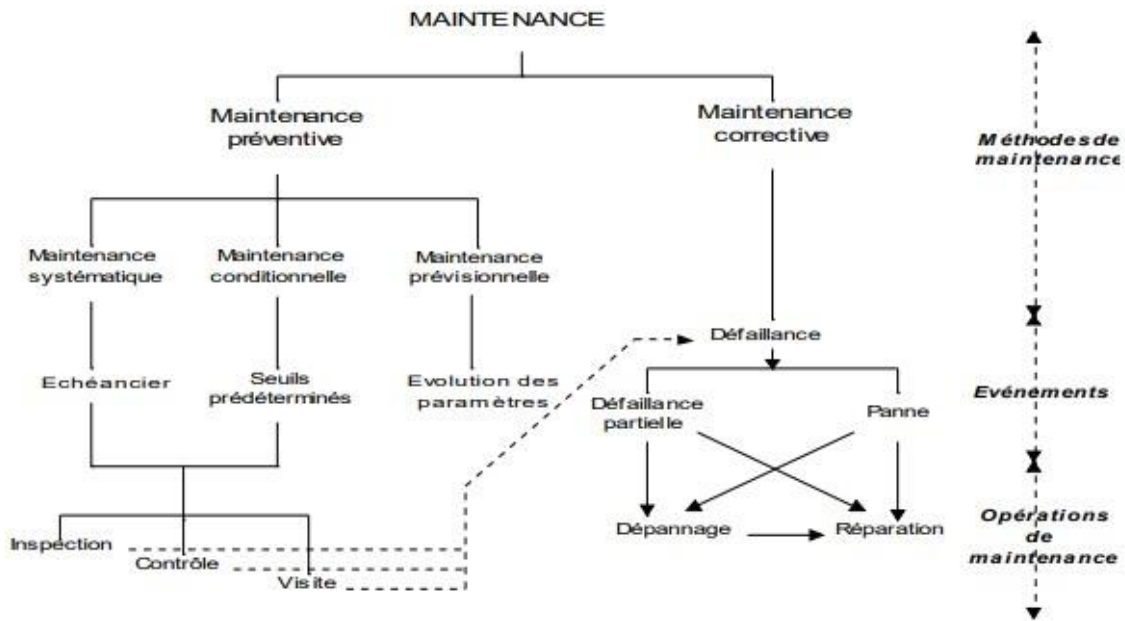 MAINTENANCE
Maintenance
préventive
Maintenance
corrective
Méthodes de
maintenance
Maintenance
systématique
Maintenance
conditionnelle
Maintenance
prévisionnelle
Défaillance
Echéancier
Seuils
prédéterminés
Evolution des
paramètres
Défaillance
partielle
Panne
Evénements
Inspection
Contrôle
Visite
Dépannage
Réparation
Opérations
de
maintenance